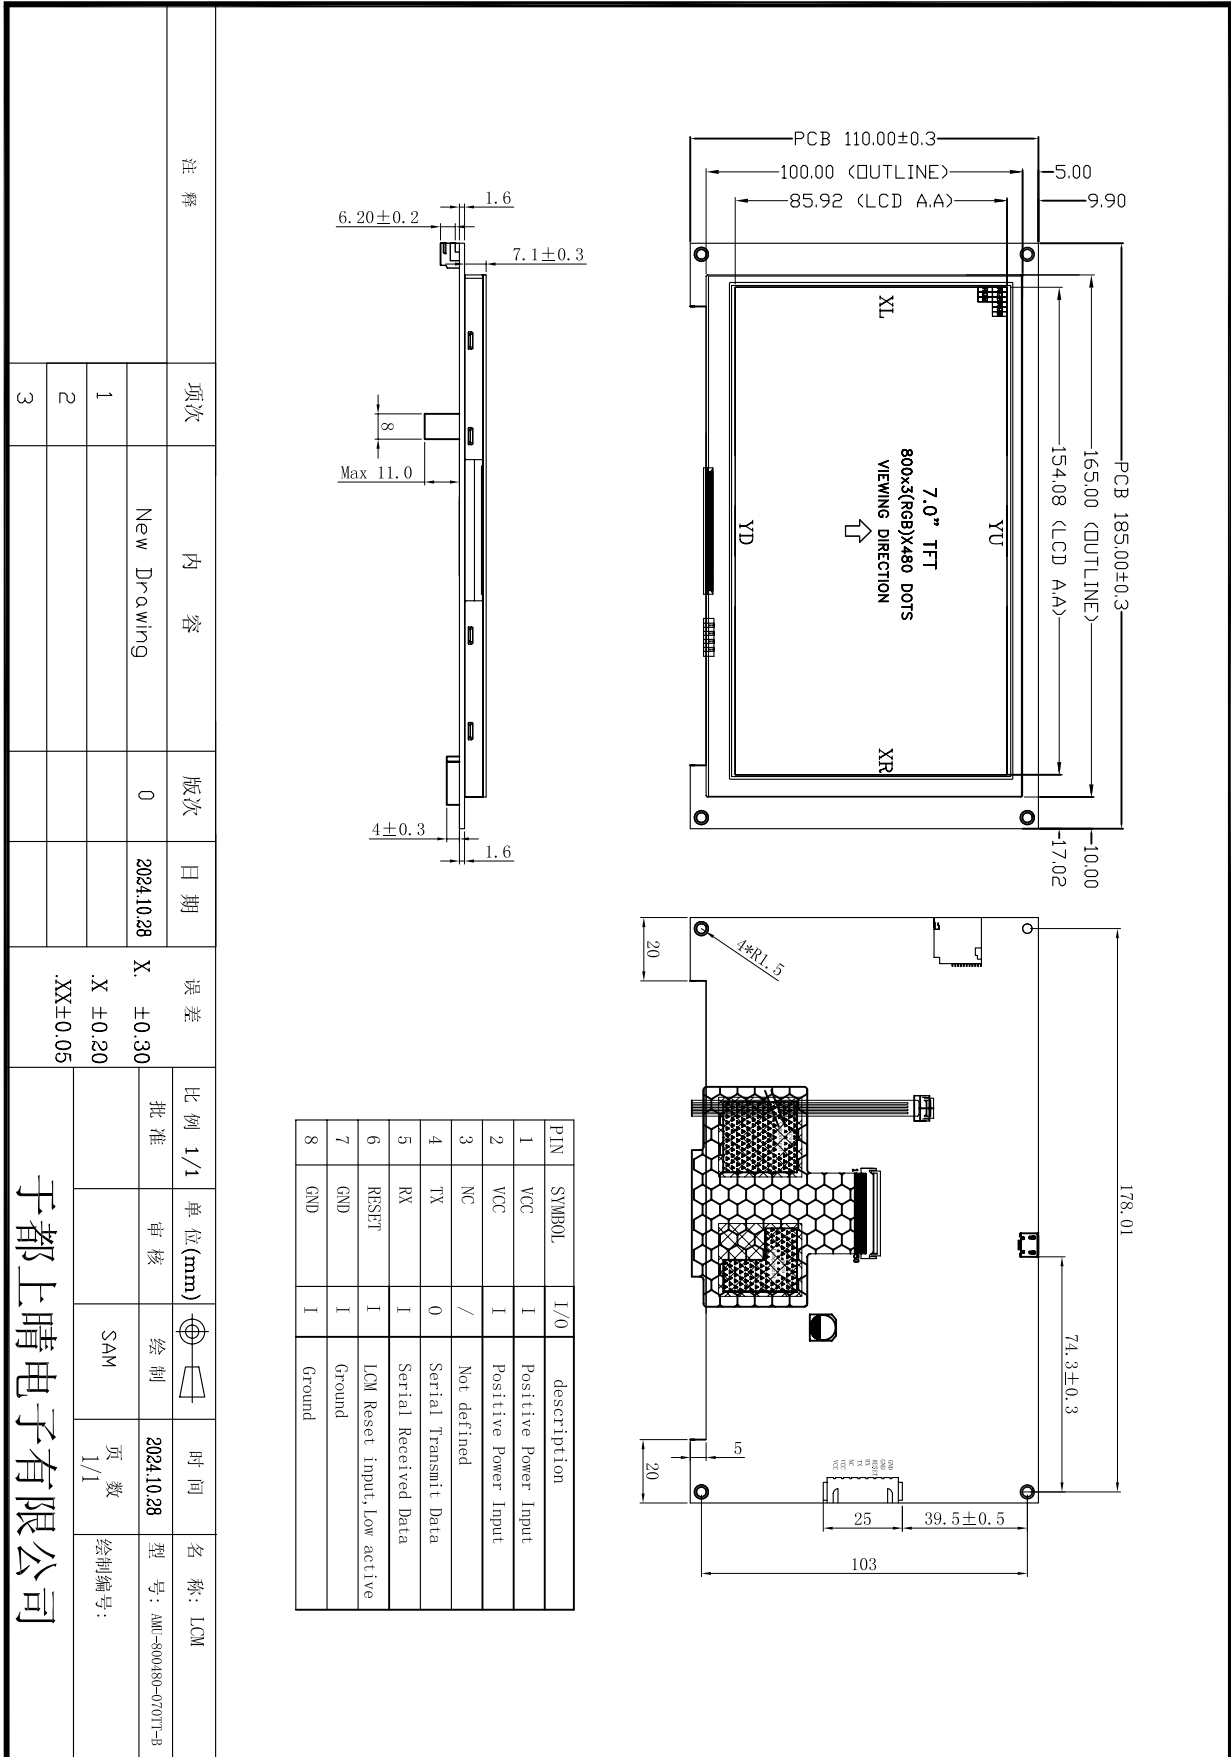 PCB 185.00±0.3
165.00 (OUTLINE)
154.08 (LCD A.A)
10.00
17.02
PCB 110.00±0.3
100.00 (OUTLINE)
85.92 (LCD A.A)
5.00
9.90
YU
XL
XR
YD
7.0" TFT
800x3(RGB)X480 DOTS
VIEWING DIRECTION
178.01
74.3±0.3
39.5±0.5
25
103
4*R1.5
20
20
5
GND
GND
RESET
RX
TX
NC
VCC
VCC
1.6
6.20±0.2
7.1±0.3
8
Max 11.0
4±0.3
1.6
PIN SYMBOL I/O description
1 VCC I Positive Power Input
2 VCC I Positive Power Input
3 NC / Not defined
4 TX O Serial Transmit Data
5 RX I Serial Received Data
6 RESET I LCM Reset input, Low active
7 GND I Ground
8 GND I Ground
注 释
项次 内 容 版次 日 期
New Drawing 0 2024.10.28
1
2
3
误 差
X. ±0.30
.X ±0.20
.XX±0.05
比 例 1/1 单 位(mm) 时 间 名 称: LCM
批 准 审 核 绘 制 2024.10.28 型 号: AMU-800480-070TT-B
SAM 页 数 绘制编号:
1/1
于都上晴电子有限公司